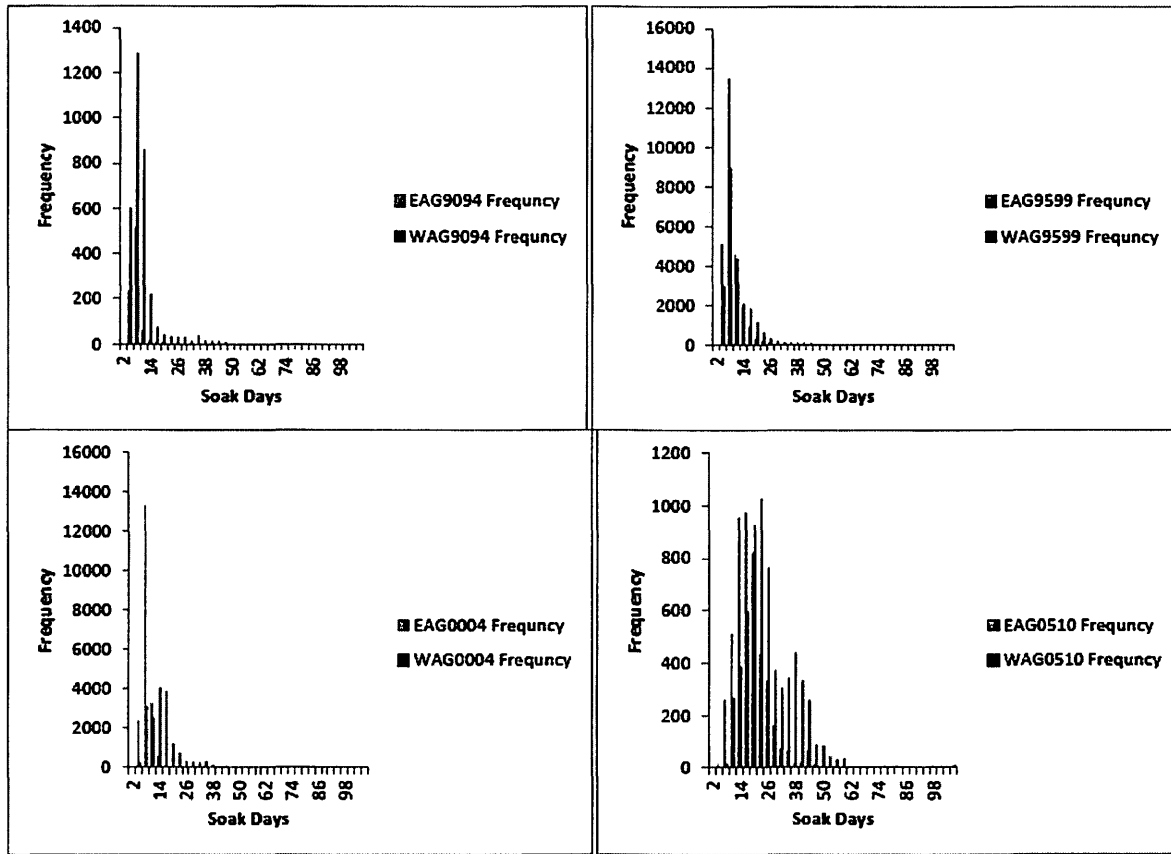 1400
1200
1000
800
600
400
200
0
Frequency
2 14 26 38 50 62 74 86 98
Soak Days
EAG9094 Frequncy
WAG9094 Frequncy
16000
14000
12000
10000
8000
6000
4000
2000
0
Frequency
2 14 26 38 50 62 74 86 98
Soak Days
EAG9599 Frequncy
WAG9599 Frequncy
16000
14000
12000
10000
8000
6000
4000
2000
0
Frequency
2 14 26 38 50 62 74 86 98
Soak Days
EAG0004 Frequncy
WAG0004 Frequncy
1200
1000
800
600
400
200
0
Frequency
2 14 26 38 50 62 74 86 98
Soak Days
EAG0510 Frequncy
WAG0510 Frequncy